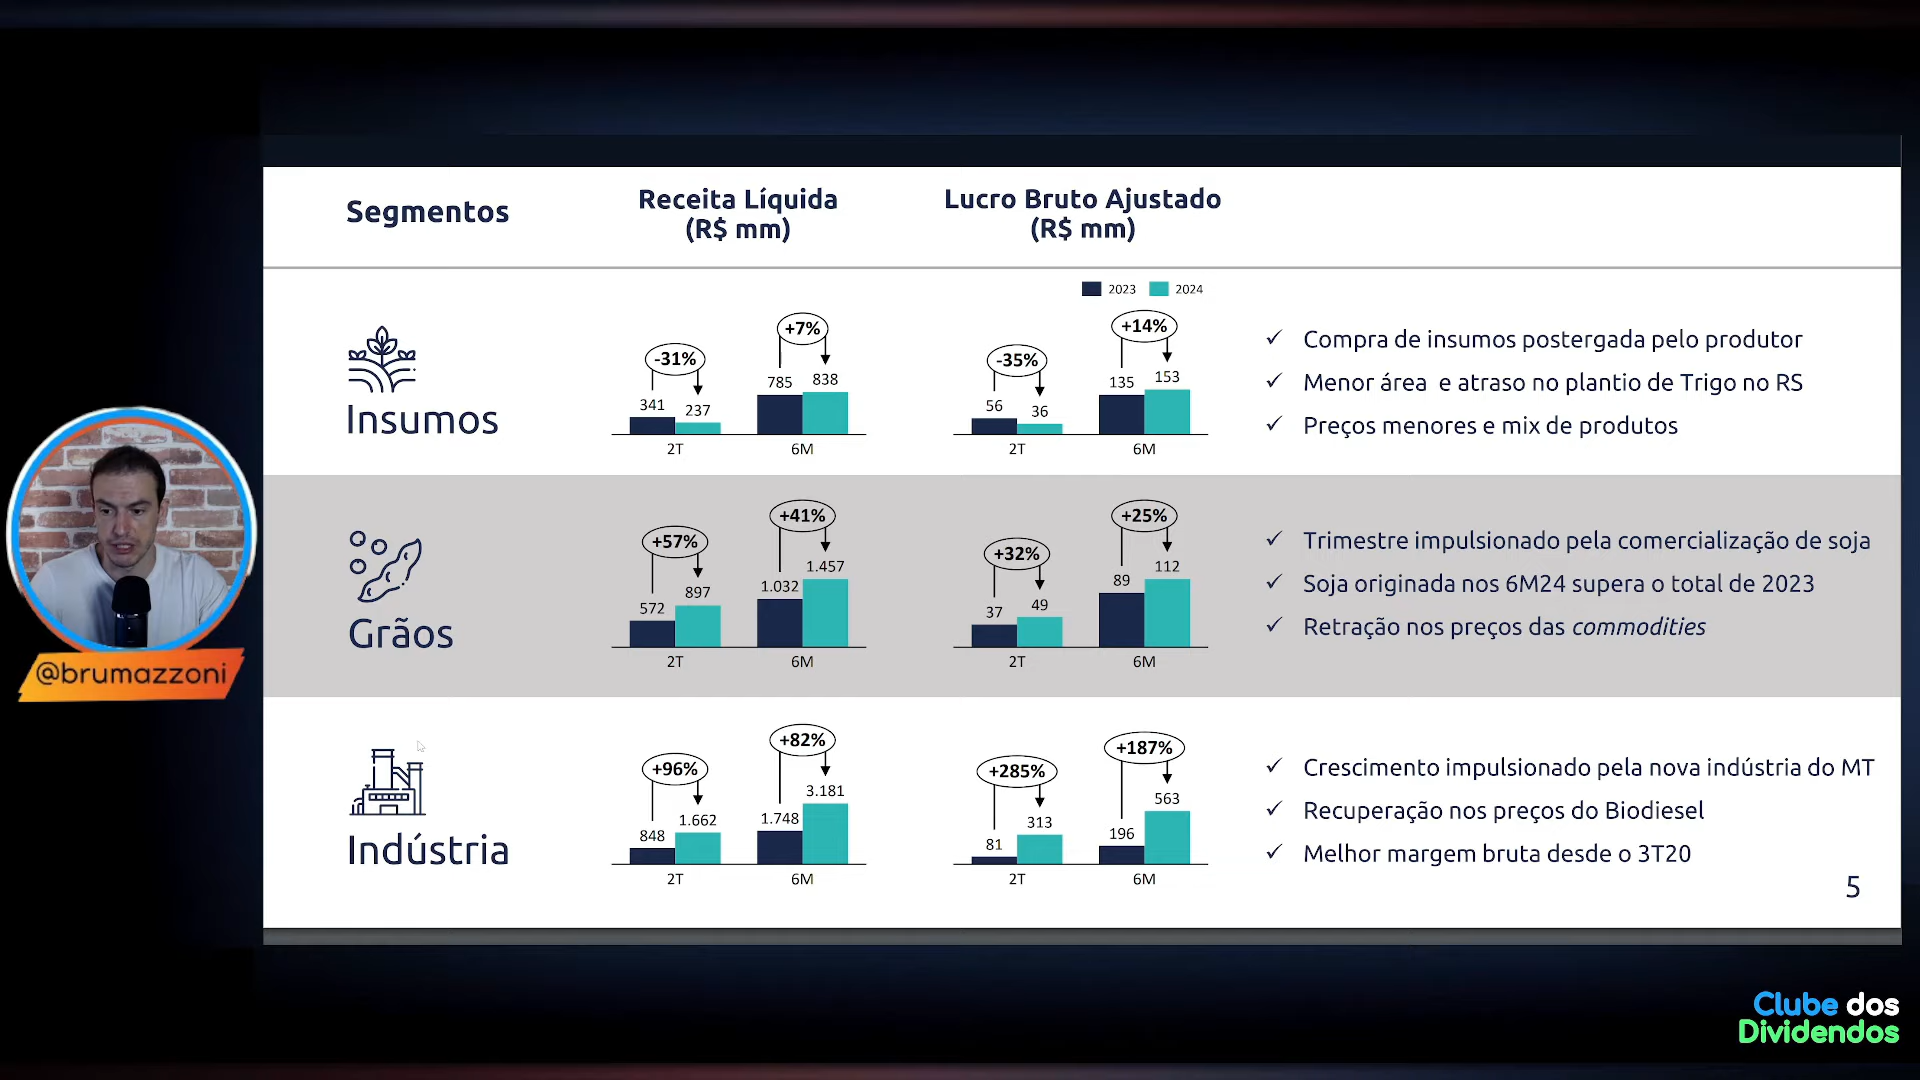 Segmentos
Receita Líquida
(R$ mm)
Lucro Bruto Ajustado
(R$ mm)
2023 2024
Insumos
-31%
341 237
2T
+7%
785 838
6M
-35%
56 36
2T
+14%
135 153
6M
✓ Compra de insumos postergada pelo produtor
✓ Menor área e atraso no plantio de Trigo no RS
✓ Preços menores e mix de produtos
Grãos
+57%
572 897
2T
+41%
1.032 1.457
6M
+32%
37 49
2T
+25%
89 112
6M
✓ Trimestre impulsionado pela comercialização de soja
✓ Soja originada nos 6M24 supera o total de 2023
✓ Retração nos preços das commodities
@brumazzoni
Indústria
+96%
848 1.662
2T
+82%
1.748 3.181
6M
+285%
81 313
2T
+187%
196 563
6M
✓ Crescimento impulsionado pela nova indústria do MT
✓ Recuperação nos preços do Biodiesel
✓ Melhor margem bruta desde o 3T20
5
Clube dos
Dividendos